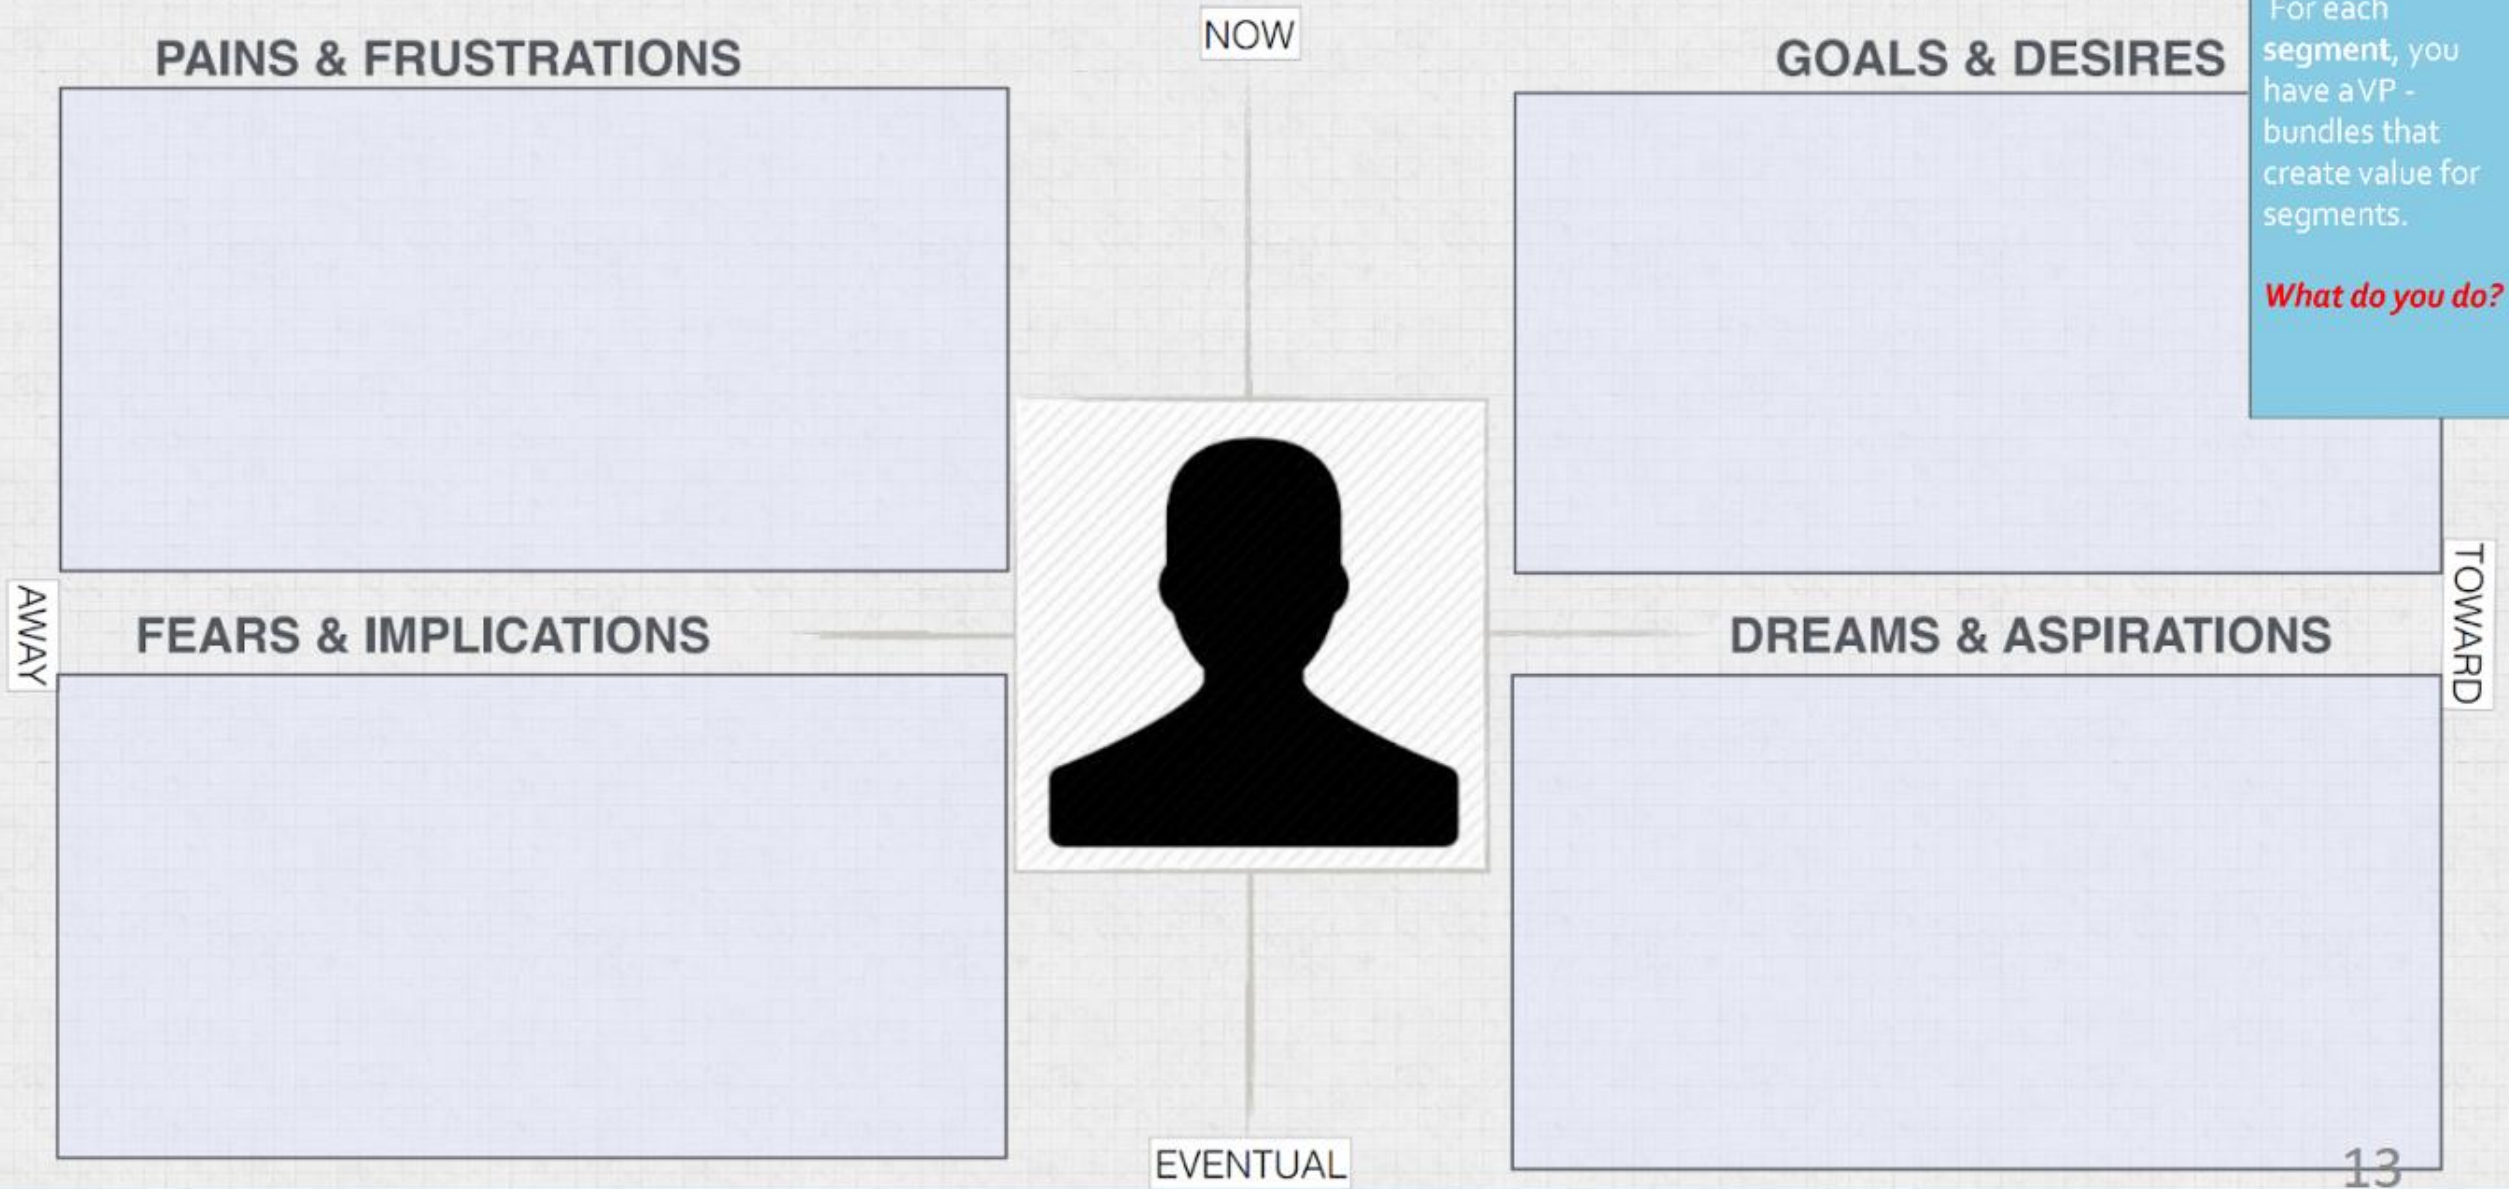 NOW
PAINS & FRUSTRATIONS
GOALS & DESIRES
For each
segment, you
have a VP -
bundles that
create value for
segments.
What do you do?
AWAY
TOWARD
FEARS & IMPLICATIONS
DREAMS & ASPIRATIONS
EVENTUAL
13